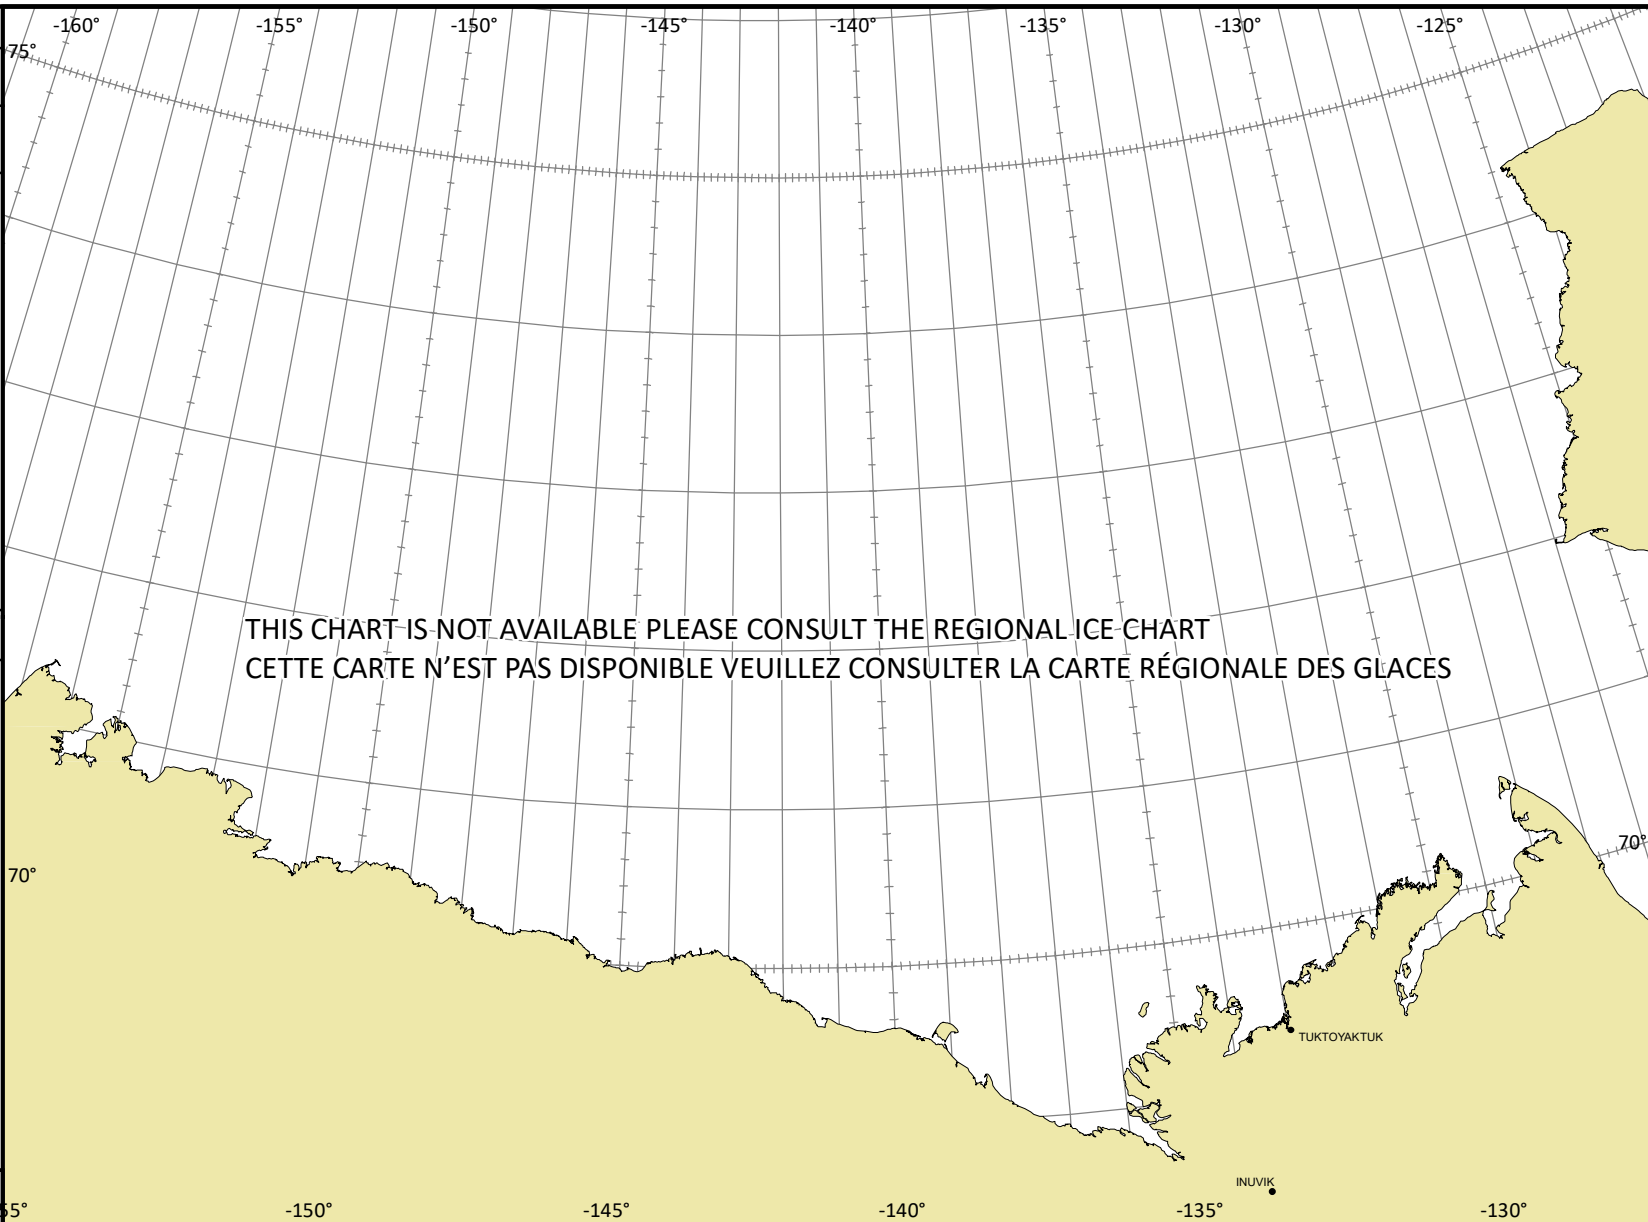 -160° -155° -150° -145° -140° -135° -130° -125°
75°
THIS CHART IS NOT AVAILABLE PLEASE CONSULT THE REGIONAL ICE CHART
CETTE CARTE N'EST PAS DISPONIBLE VEUILLEZ CONSULTER LA CARTE RÉGIONALE DES GLACES
70°
70°
TUKTOYAKTUK
INUVIK
55° -150° -145° -140° -135° -130°